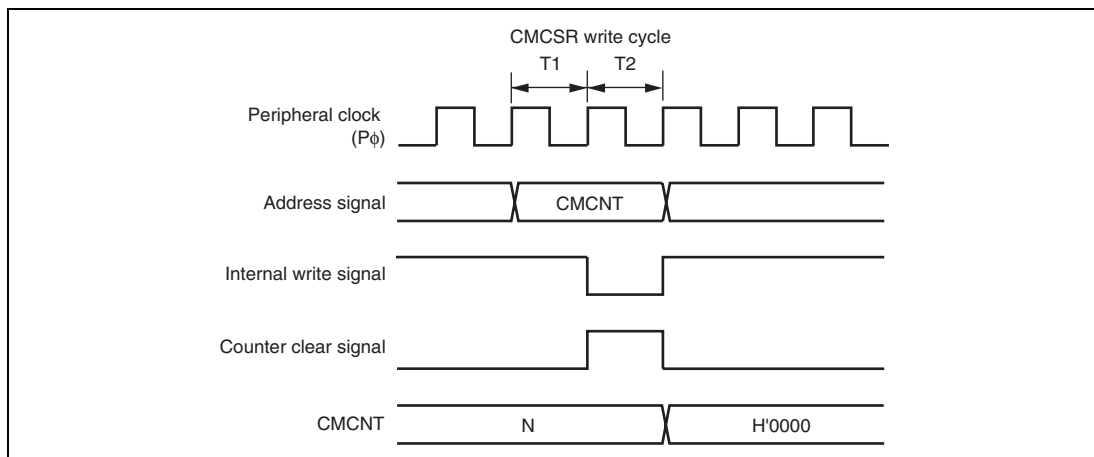 CMCSR write cycle
T1 T2
Peripheral clock
(Pϕ)
Address signal CMCNT
Internal write signal
Counter clear signal
CMCNT N H'0000